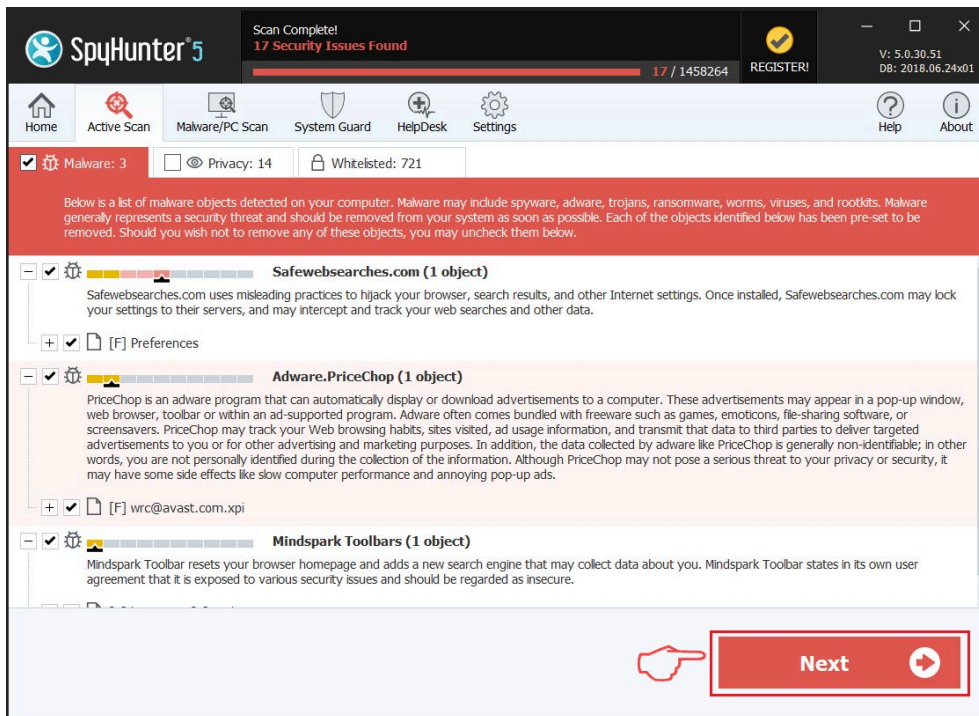 SpyHunter®5
Scan Complete!
17 Security Issues Found
17 / 1458264
REGISTER!
V: 5.0.30.51
DB: 2018.06.24x01
Home
Active Scan
Malware/PC Scan
System Guard
HelpDesk
Settings
Help
About
Malware: 3
Privacy: 14
Whitelisted: 721
Below is a list of malware objects detected on your computer. Malware may include spyware, adware, trojans, ransomware, worms, viruses, and rootkits. Malware
generally represents a security threat and should be removed from your system as soon as possible. Each of the objects identified below has been pre-set to be
removed. Should you wish not to remove any of these objects, you may uncheck them below.
Safewebsearches.com (1 object)
Safewebsearches.com uses misleading practices to hijack your browser, search results, and other Internet settings. Once installed, Safewebsearches.com may lock
your settings to their servers, and may intercept and track your web searches and other data.
[F] Preferences
Adware.PriceChop (1 object)
PriceChop is an adware program that can automatically display or download advertisements to a computer. These advertisements may appear in a pop-up window,
web browser, toolbar or within an ad-supported program. Adware often comes bundled with freeware such as games, emoticons, file-sharing software, or
screensavers. PriceChop may track your Web browsing habits, sites visited, ad usage information, and transmit that data to third parties to deliver targeted
advertisements to you or for other advertising and marketing purposes. In addition, the data collected by adware like PriceChop is generally non-identifiable; in other
words, you are not personally identified during the collection of the information. Although PriceChop may not pose a serious threat to your privacy or security, it
may have some side effects like slow computer performance and annoying pop-up ads.
[F] wrc@avast.com.xpi
Mindspark Toolbars (1 object)
Mindspark Toolbar resets your browser homepage and adds a new search engine that may collect data about you. Mindspark Toolbar states in its own user
agreement that it is exposed to various security issues and should be regarded as insecure.
Next